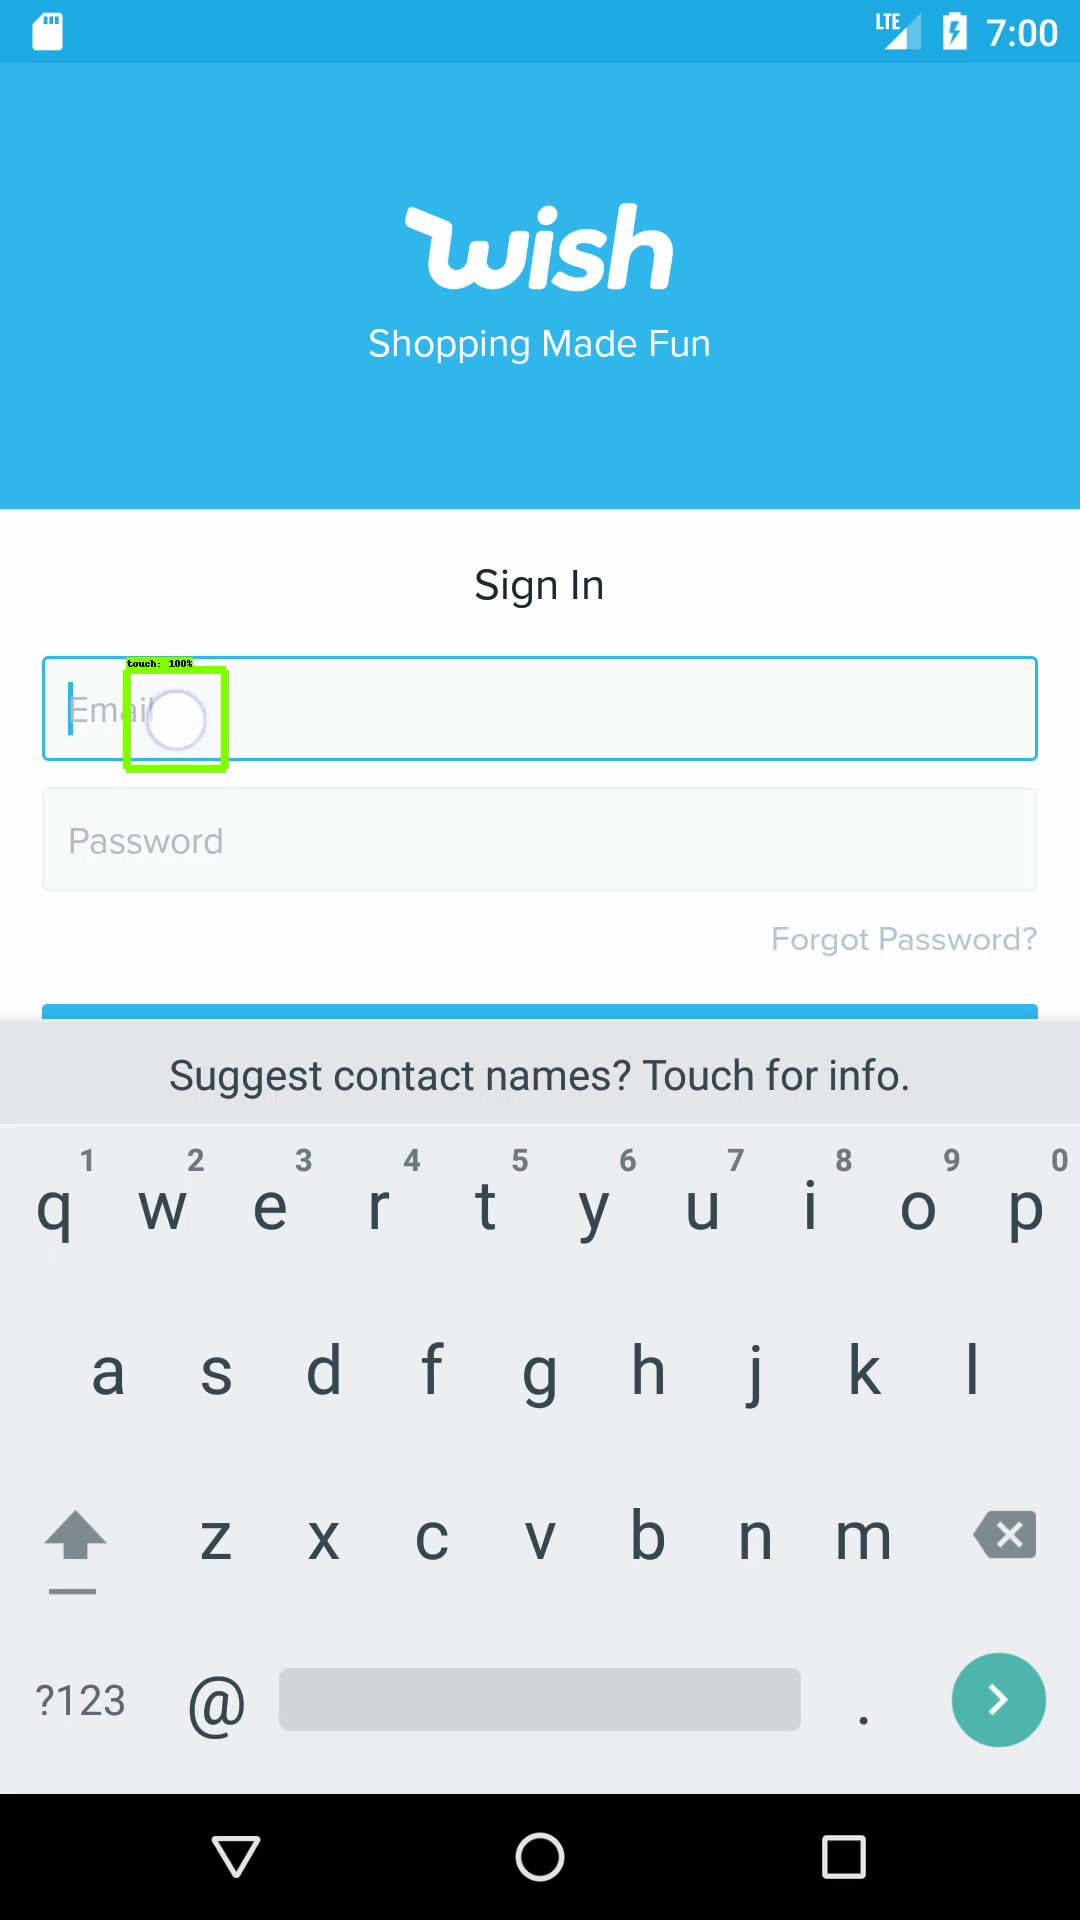 LTE 7:00
wish
Shopping Made Fun
Sign In
touch: 100%
Email
Password
Forgot Password?
Suggest contact names? Touch for info.
1 2 3 4 5 6 7 8 9 0
q w e r t y u i o p
a s d f g h j k l
z x c v b n m
?123 @ .